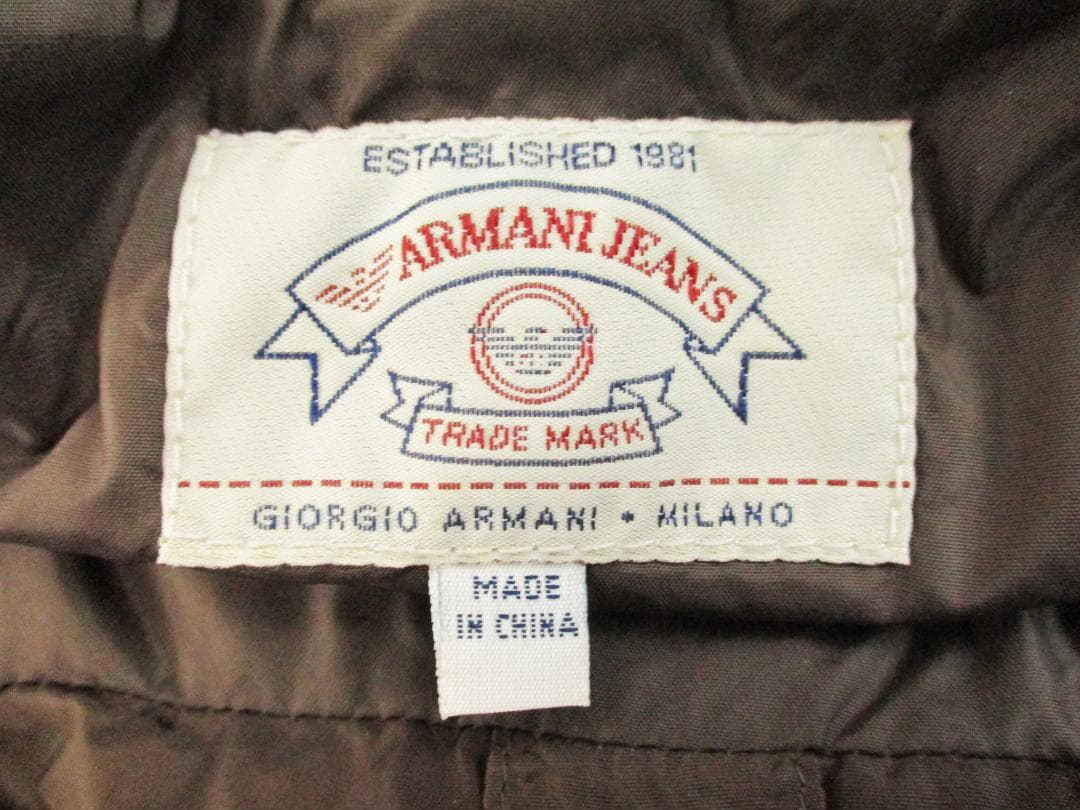 ESTABLISHED 1981
ARMANI JEANS
TRADE MARK
GIORGIO ARMANI • MILANO
MADE
IN CHINA